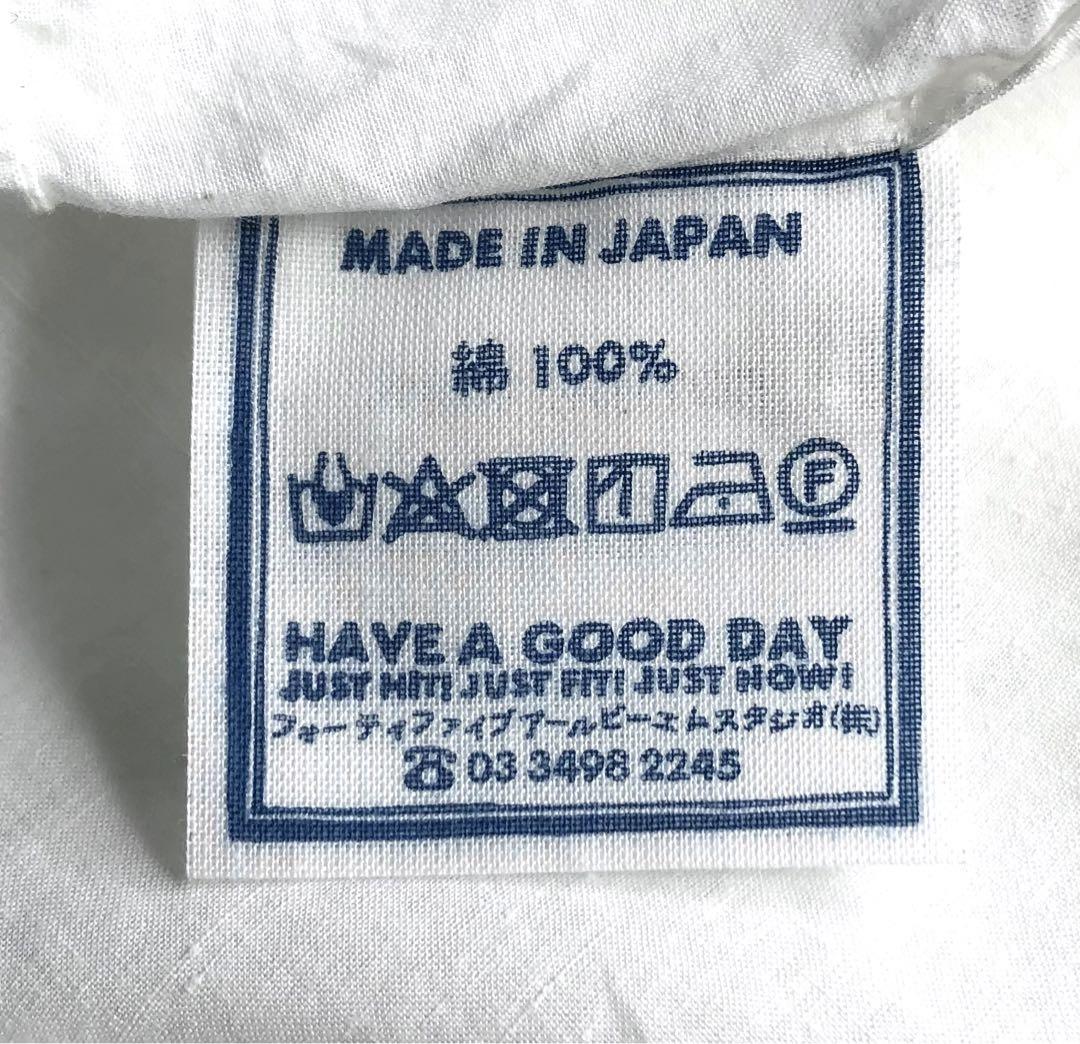 MADE IN JAPAN
綿 100%
F
HAVE A GOOD DAY
JUST HIT! JUST FIT! JUST NOW!
フォーティファイブアールピーエムスタジオ(株)
☎ 03 3498 2245